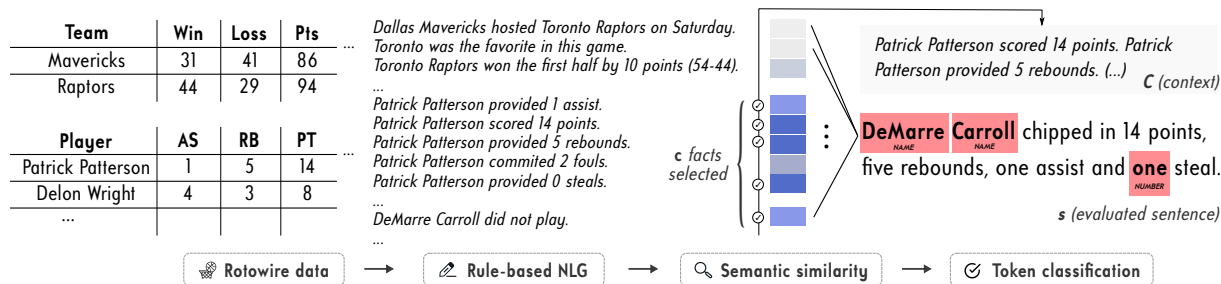 Team Win Loss Pts ...
Mavericks 31 41 86
Raptors 44 29 94
Player AS RB PT ...
Patrick Patterson 1 5 14
Delon Wright 4 3 8
...
Dallas Mavericks hosted Toronto Raptors on Saturday.
Toronto was the favorite in this game.
Toronto Raptors won the first half by 10 points (54-44).
...
Patrick Patterson provided 1 assist.
Patrick Patterson scored 14 points.
Patrick Patterson provided 5 rebounds.
Patrick Patterson commited 2 fouls.
Patrick Patterson provided 0 steals.
...
DeMarre Carroll did not play.
...
c facts
selected
Patrick Patterson scored 14 points. Patrick
Patterson provided 5 rebounds. (...)
C (context)
DeMarre Carroll chipped in 14 points,
NAME NAME
five rebounds, one assist and one steal.
NUMBER
s (evaluated sentence)
Rotowire data
Rule-based NLG
Semantic similarity
Token classification